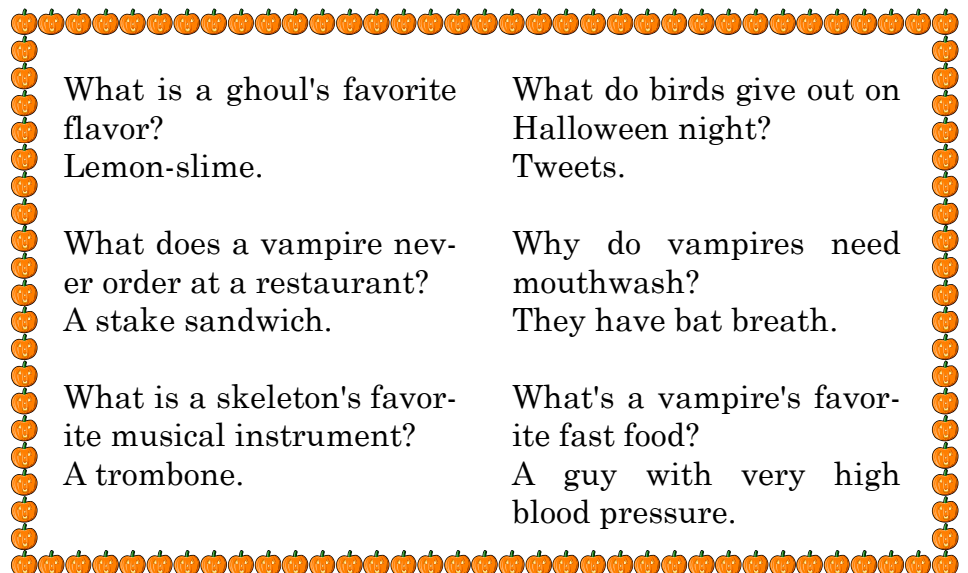 What is a ghoul's favorite
flavor?
Lemon-slime.
What does a vampire nev-
er order at a restaurant?
A stake sandwich.
What is a skeleton's favor-
ite musical instrument?
A trombone.
What do birds give out on
Halloween night?
Tweets.
Why do vampires need
mouthwash?
They have bat breath.
What's a vampire's favor-
ite fast food?
A guy with very high
blood pressure.